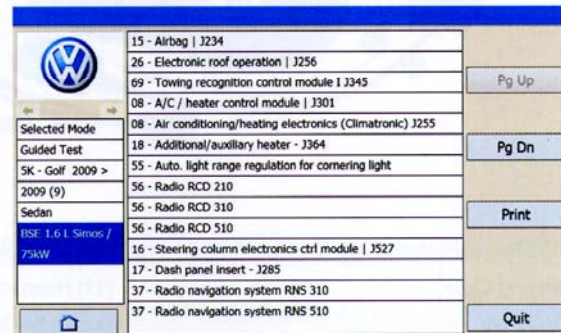 Selected Mode
Guided Test
5K - Golf 2009 >
2009 (9)
Sedan
BSE 1.6 L Simos /
75kW
15 - Airbag | J234
26 - Electronic roof operation | J256
69 - Towing recognition control module I J345
08 - A/C / heater control module | J301
08 - Air conditioning/heating electronics (Climatronic) J255
18 - Additional/auxiliary heater - J364
55 - Auto. light range regulation for cornering light
56 - Radio RCD 210
56 - Radio RCD 310
56 - Radio RCD 510
16 - Steering column electronics ctrl module | J527
17 - Dash panel insert - J285
37 - Radio navigation system RNS 310
37 - Radio navigation system RNS 510
Pg Up
Pg Dn
Print
Quit